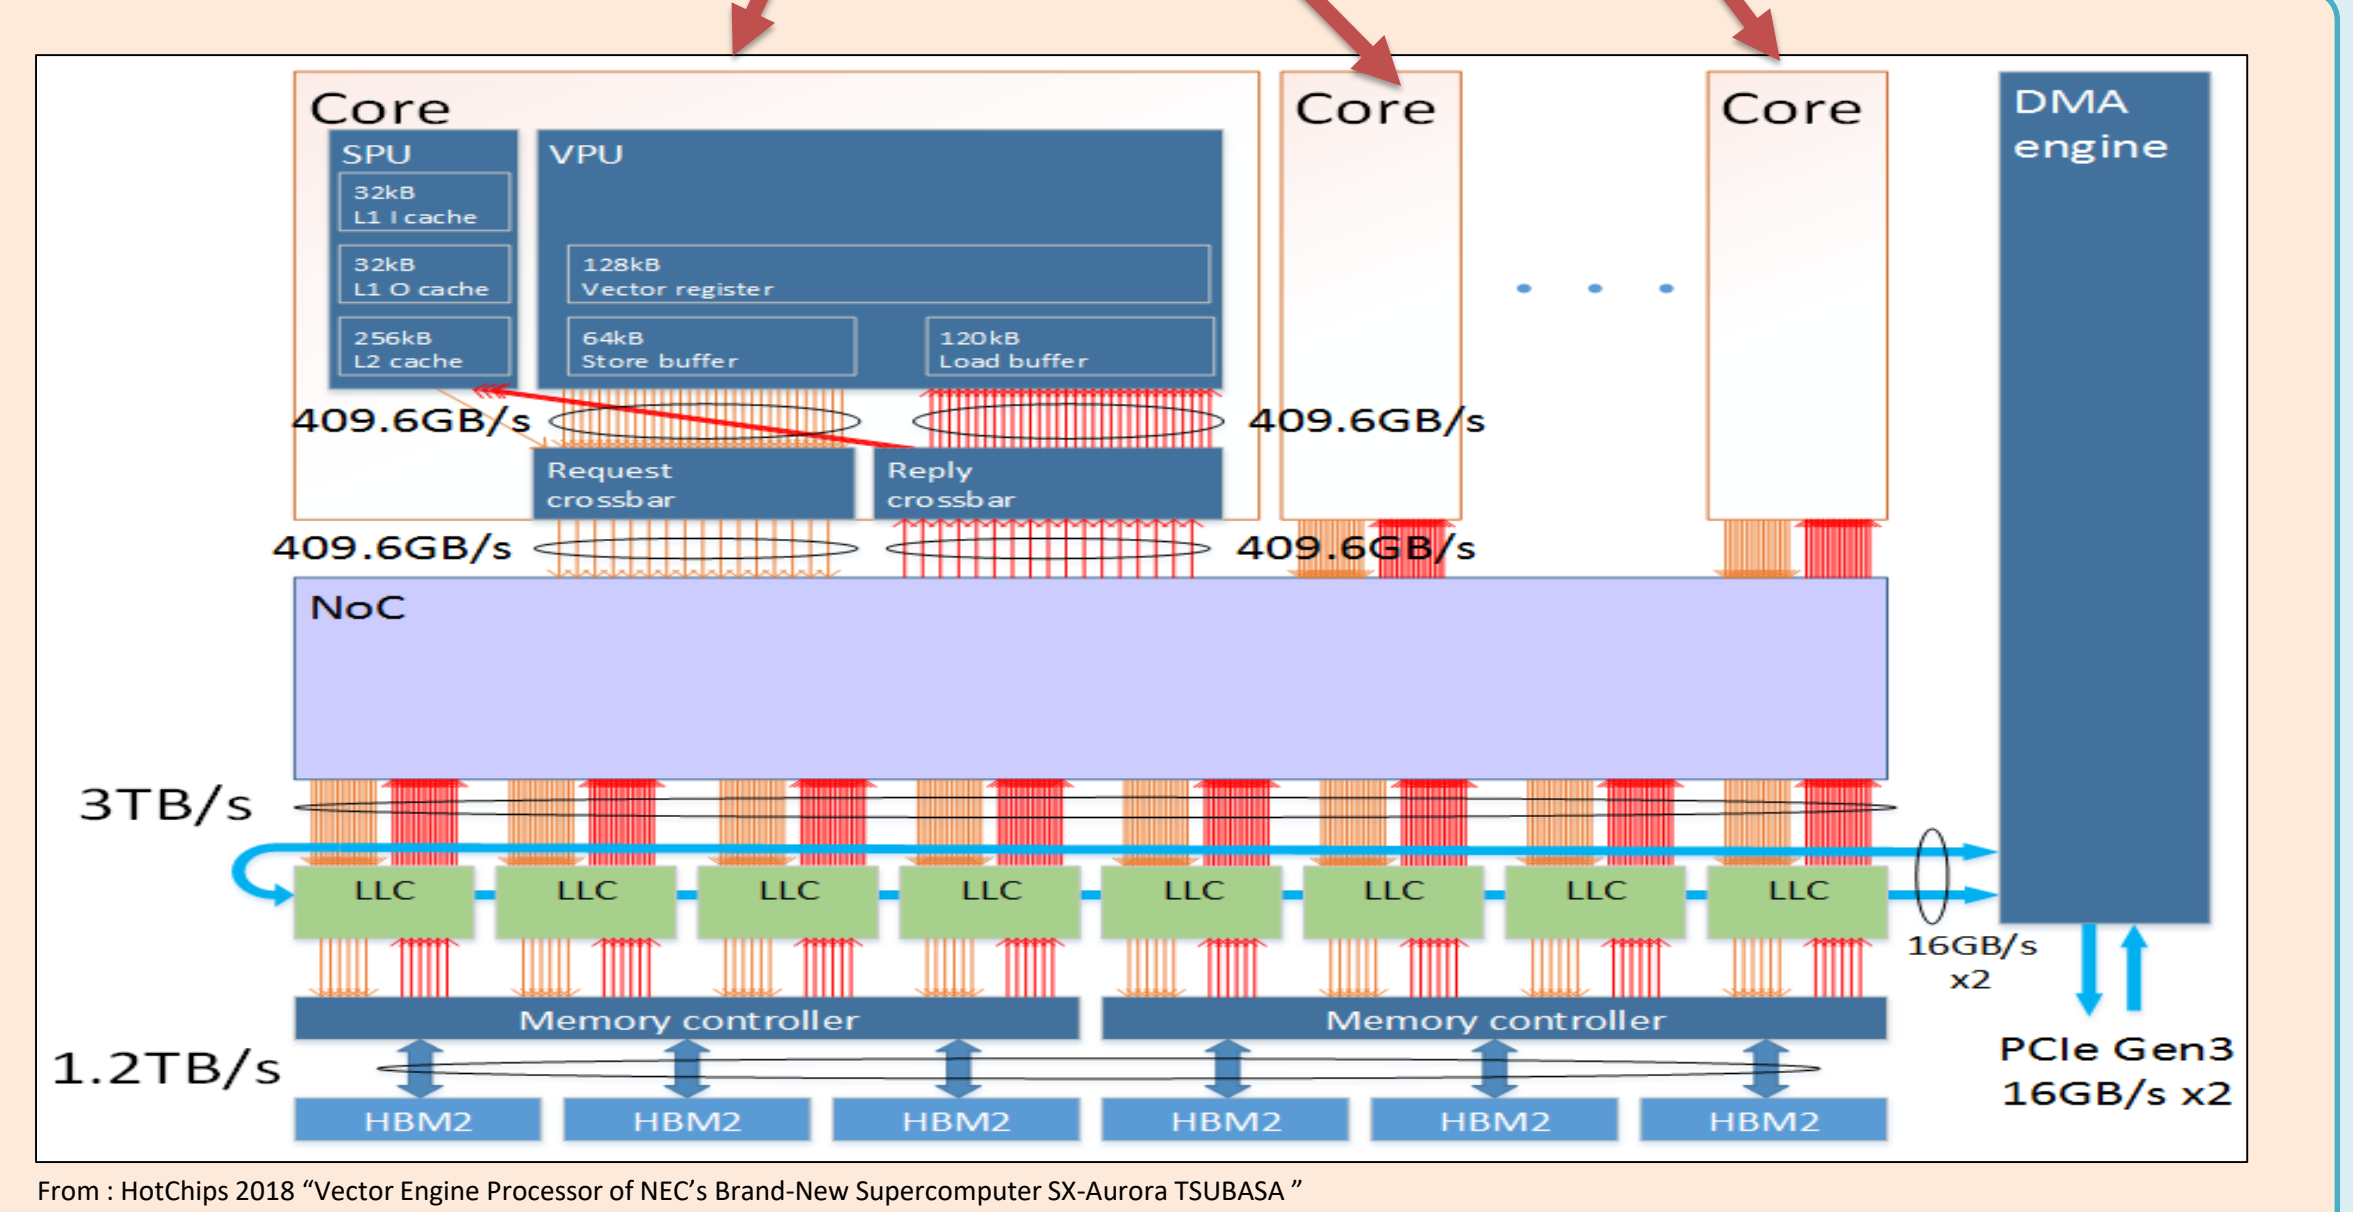 Core
SPU
32kB
L1 I cache
32kB
L1 O cache
256kB
L2 cache
VPU
128kB
Vector register
64kB
Store buffer
120kB
Load buffer
409.6GB/s
409.6GB/s
Request
crossbar
Reply
crossbar
409.6GB/s
409.6GB/s
Core
Core
DMA
engine
NoC
3TB/s
LLC
LLC
LLC
LLC
LLC
LLC
LLC
LLC
16GB/s
x2
Memory controller
Memory controller
1.2TB/s
HBM2
HBM2
HBM2
HBM2
HBM2
HBM2
PCIe Gen3
16GB/s x2
From : HotChips 2018 “Vector Engine Processor of NEC’s Brand-New Supercomputer SX-Aurora TSUBASA ”